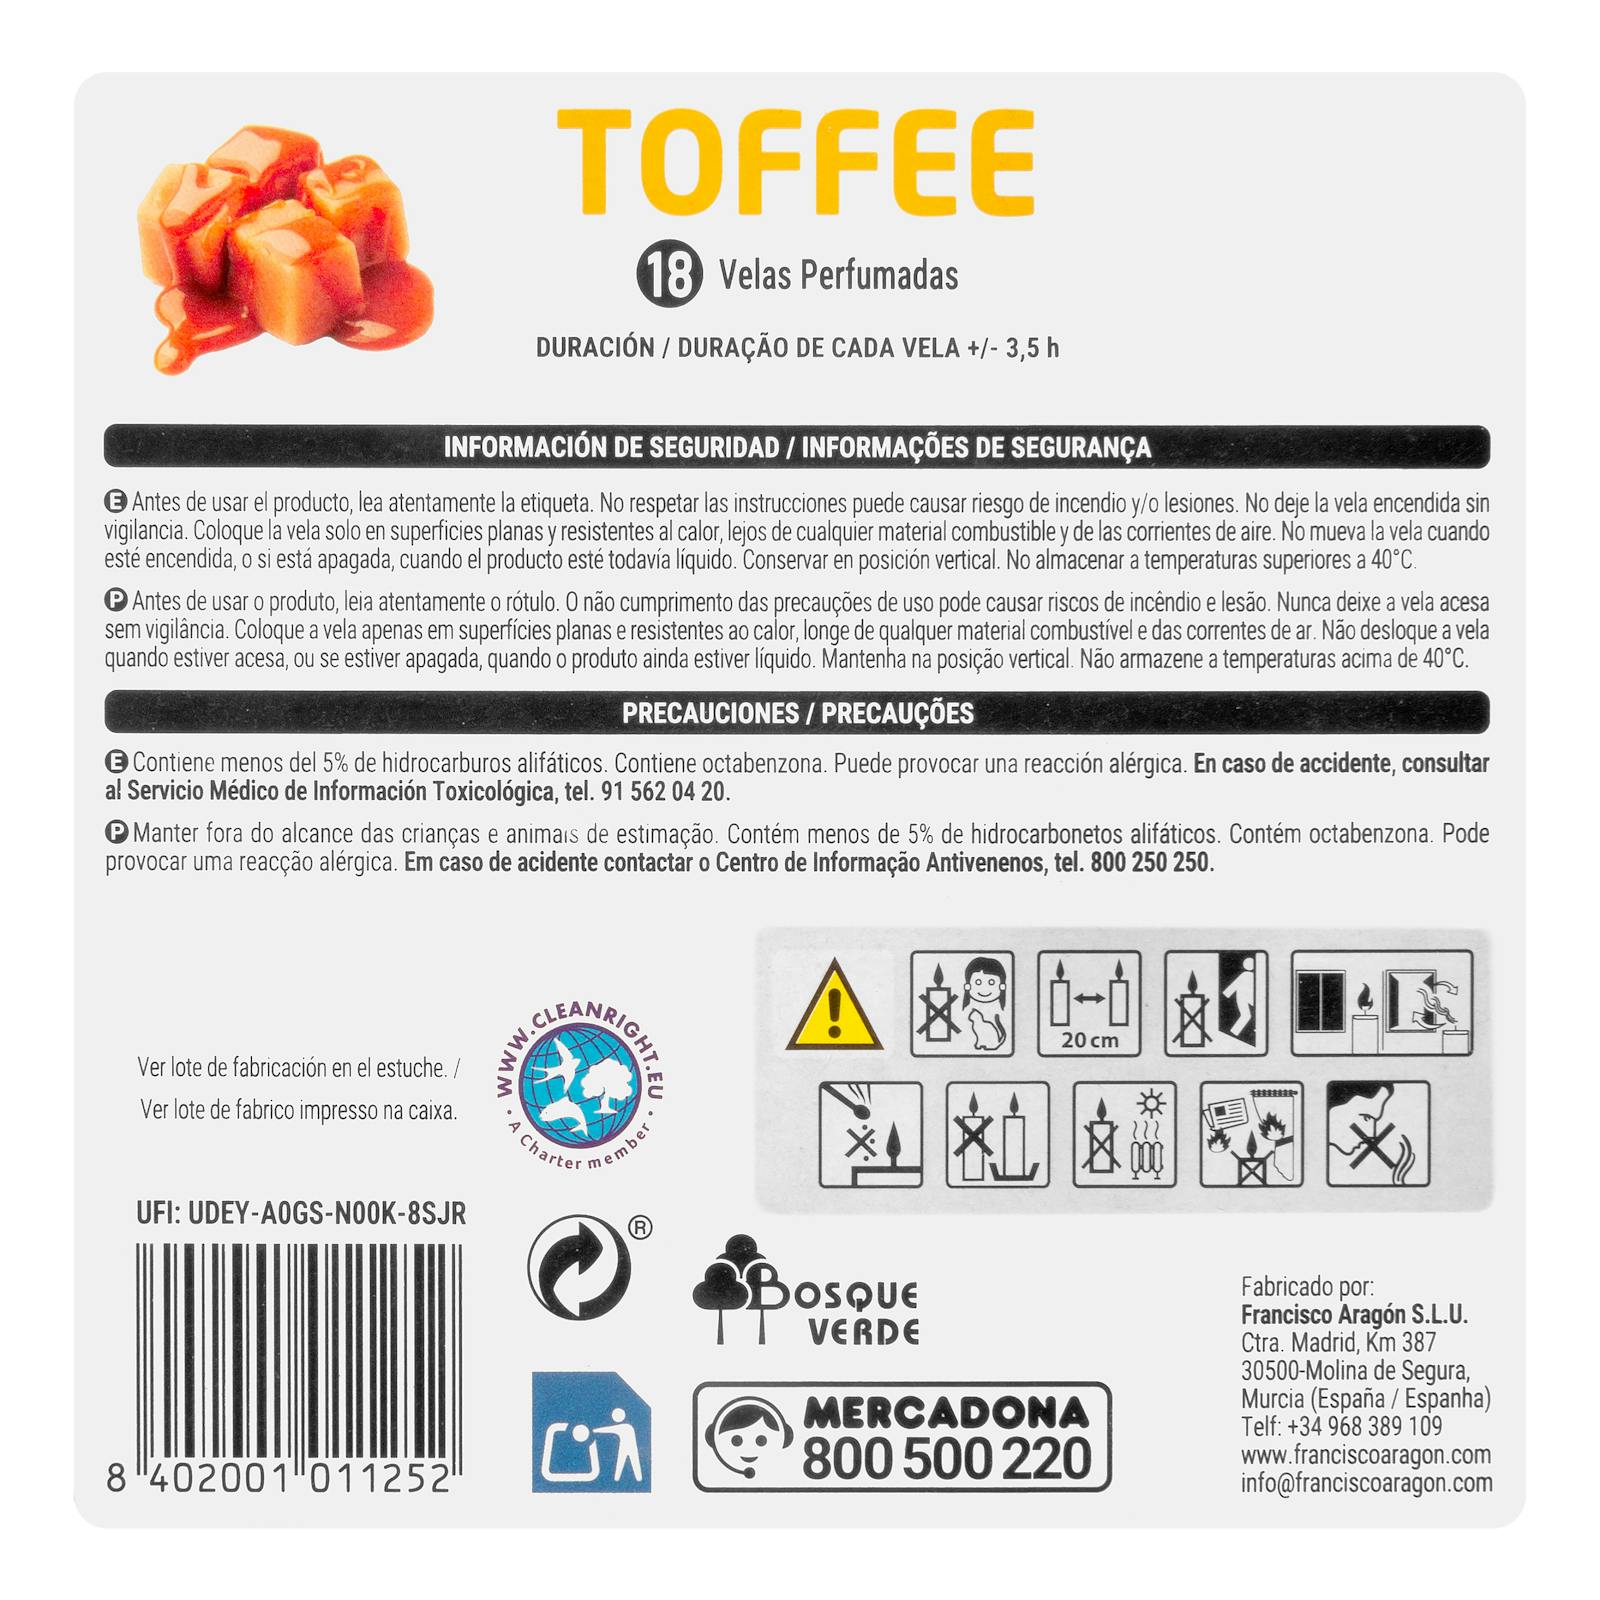 TOFFEE
18 Velas Perfumadas
DURACIÓN / DURAÇÃO DE CADA VELA +/- 3,5 h
INFORMACIÓN DE SEGURIDAD / INFORMAÇÕES DE SEGURANÇA
E Antes de usar el producto, lea atentamente la etiqueta. No respetar las instrucciones puede causar riesgo de incendio y/o lesiones. No deje la vela encendida sin
vigilancia. Coloque la vela solo en superficies planas y resistentes al calor, lejos de cualquier material combustible y de las corrientes de aire. No mueva la vela cuando
esté encendida, o si está apagada, cuando el producto esté todavía líquido. Conservar en posición vertical. No almacenar a temperaturas superiores a 40°C.
P Antes de usar o produto, leia atentamente o rótulo. O não cumprimento das precauções de uso pode causar riscos de incêndio e lesão. Nunca deixe a vela acesa
sem vigilância. Coloque a vela apenas em superfícies planas e resistentes ao calor, longe de qualquer material combustível e das correntes de ar. Não desloque a vela
quando estiver acesa, ou se estiver apagada, quando o produto ainda estiver líquido. Mantenha na posição vertical. Não armazene a temperaturas acima de 40°C.
PRECAUCIONES / PRECAUÇÕES
E Contiene menos del 5% de hidrocarburos alifáticos. Contiene octabenzona. Puede provocar una reacción alérgica. En caso de accidente, consultar
al Servicio Médico de Información Toxicológica, tel. 91 562 04 20.
P Manter fora do alcance das crianças e animais de estimação. Contém menos de 5% de hidrocarbonetos alifáticos. Contém octabenzona. Pode
provocar uma reacção alérgica. Em caso de acidente contactar o Centro de Informação Antivenenos, tel. 800 250 250.
20 cm
Ver lote de fabricación en el estuche. /
Ver lote de fabrico impresso na caixa.
WWW.CLEANRIGHT.EU
· A Charter member ·
UFI: UDEY-A0GS-N00K-8SJR
8 402001 011252
®
BOSQUE
VERDE
MERCADONA
800 500 220
Fabricado por:
Francisco Aragón S.L.U.
Ctra. Madrid, Km 387
30500-Molina de Segura,
Murcia (España / Espanha)
Telf: +34 968 389 109
www.franciscoaragon.com
info@franciscoaragon.com